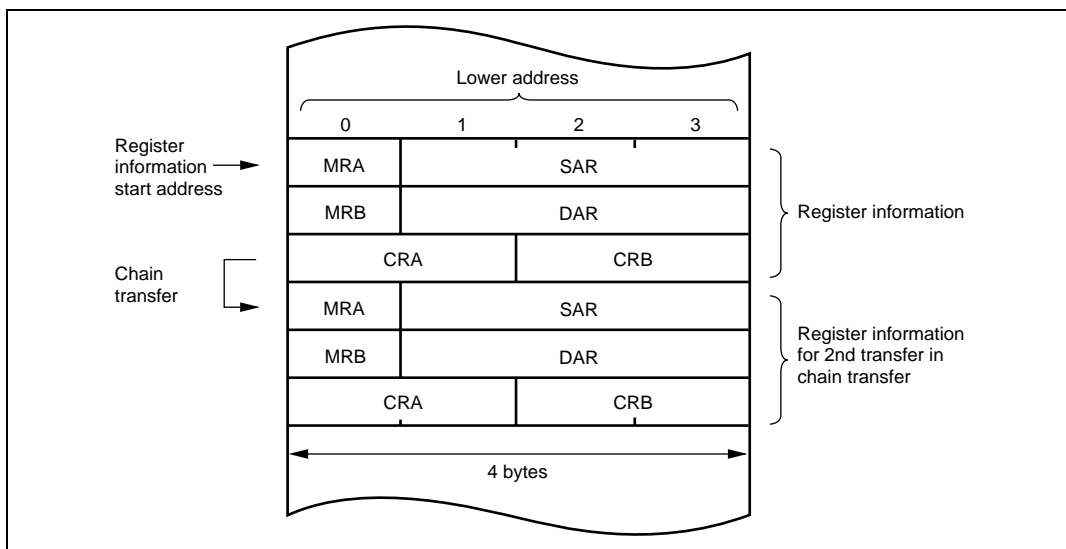 Lower address
0 1 2 3
Register
information
start address
MRA SAR
MRB DAR
Register information
CRA CRB
Chain
transfer
MRA SAR
MRB DAR
CRA CRB
Register information
for 2nd transfer in
chain transfer
4 bytes